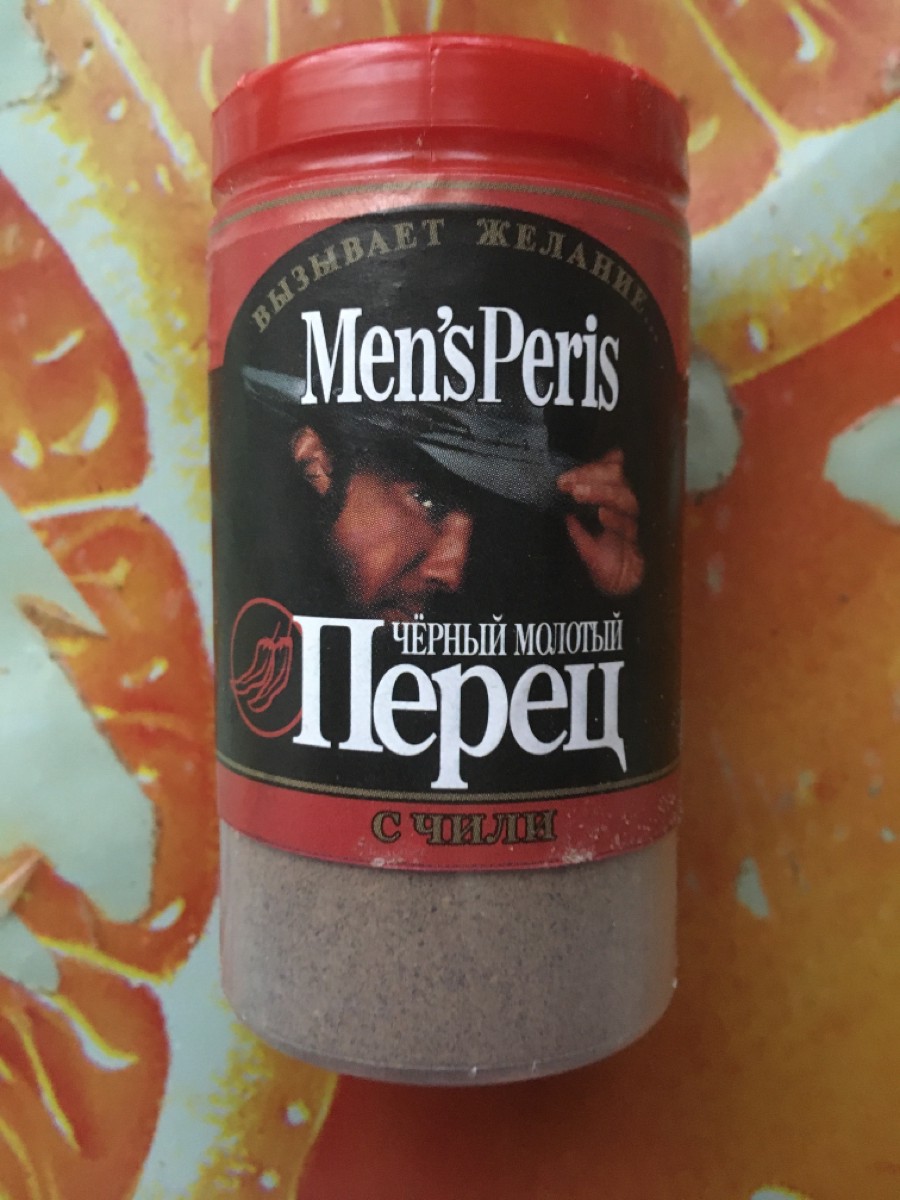 ВЫЗЫВАЕТ ЖЕЛАНИЕ...
Men'sPeris
ЧЁРНЫЙ МОЛОТЫЙ
Перец
С ЧИЛИ